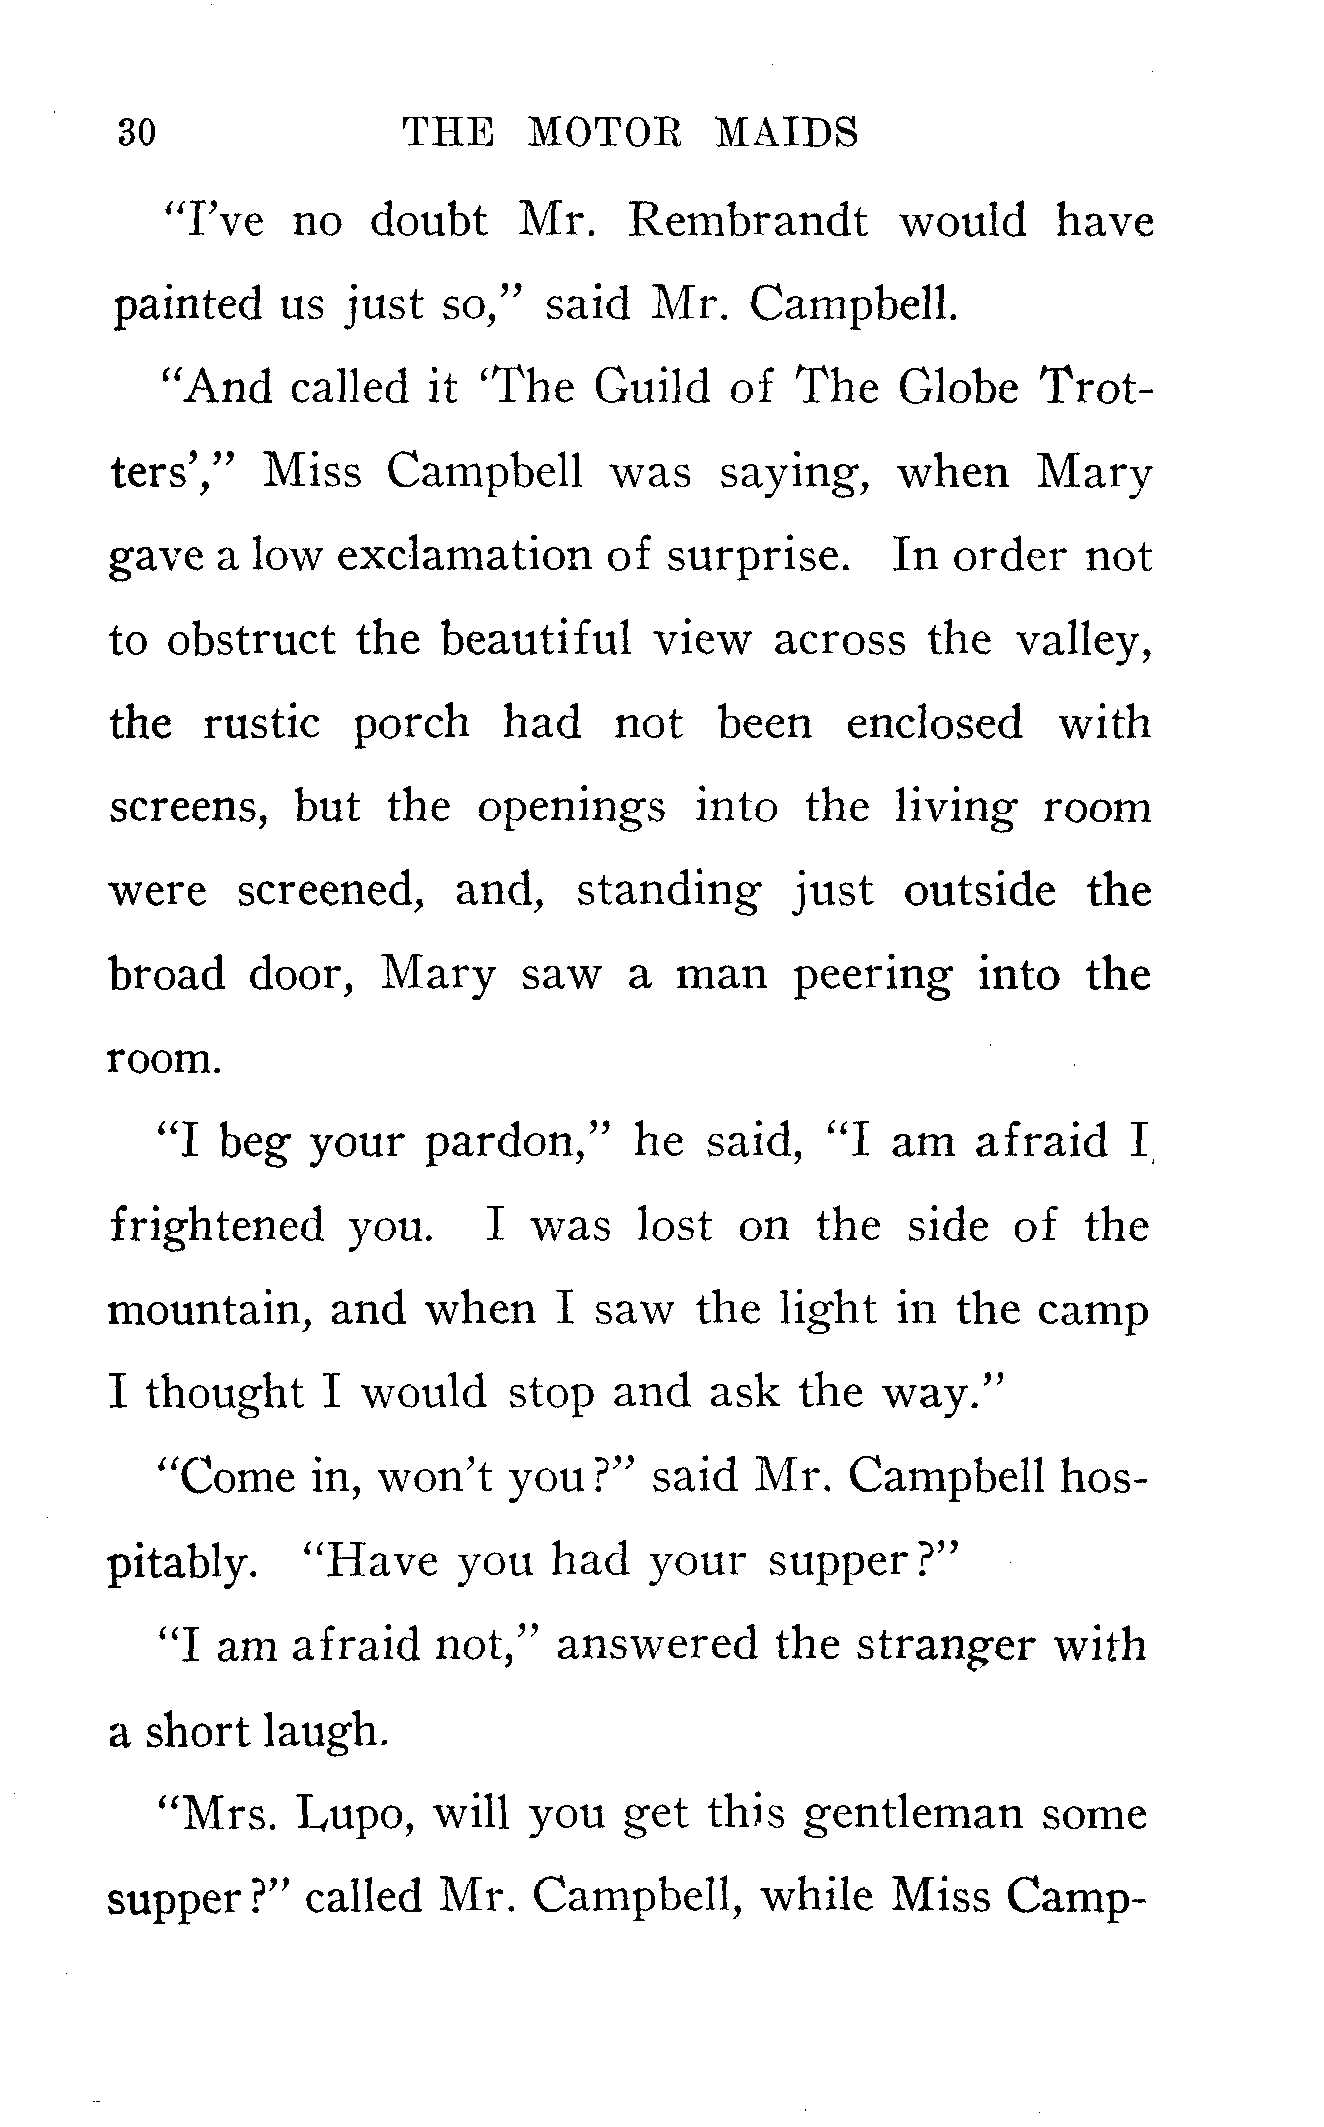 30 THE MOTOR MAIDS
"I've no doubt Mr. Rembrandt would have
painted us just so," said Mr. Campbell.
"And called it 'The Guild of The Globe Trot-
ters'," Miss Campbell was saying, when Mary
gave a low exclamation of surprise. In order not
to obstruct the beautiful view across the valley,
the rustic porch had not been enclosed with
screens, but the openings into the living room
were screened, and, standing just outside the
broad door, Mary saw a man peering into the
room.
"I beg your pardon," he said, "I am afraid I
frightened you. I was lost on the side of the
mountain, and when I saw the light in the camp
I thought I would stop and ask the way."
"Come in, won't you?" said Mr. Campbell hos-
pitably. "Have you had your supper?"
"I am afraid not," answered the stranger with
a short laugh.
"Mrs. Lupo, will you get this gentleman some
supper?" called Mr. Campbell, while Miss Camp-